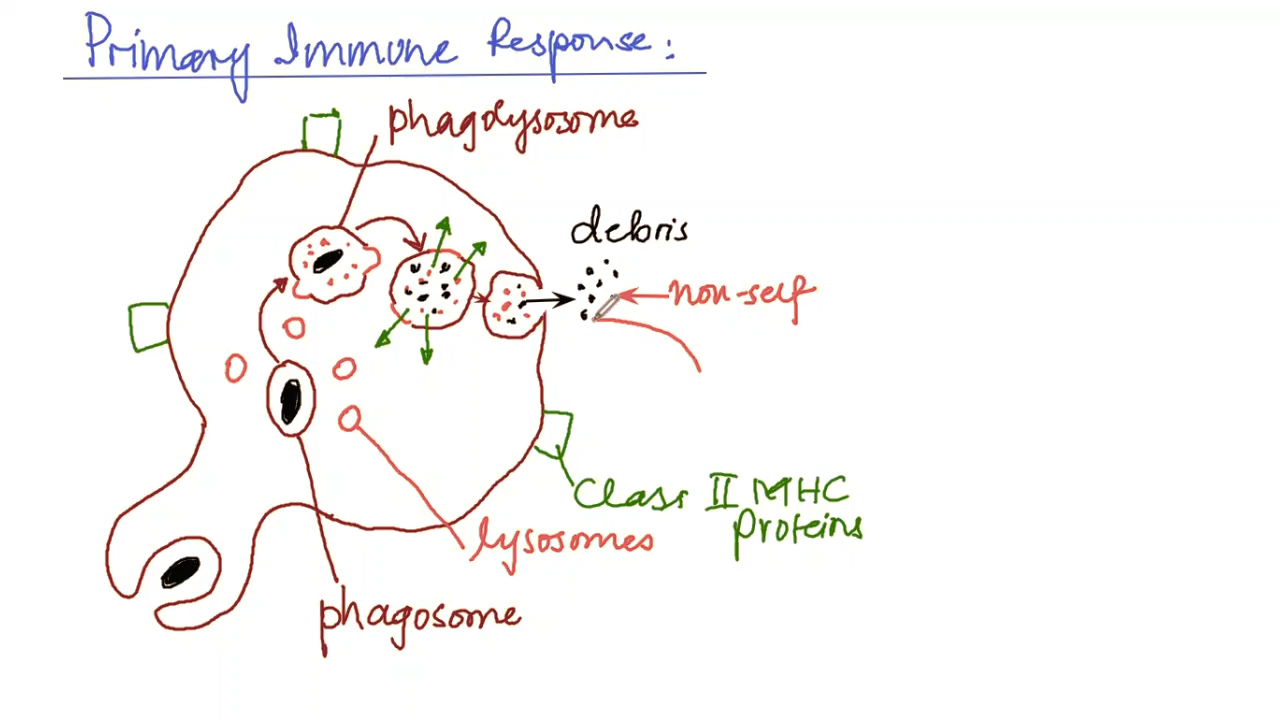 Primary Immune Response:
phagolysosome
debris
non-self
Class II MHC
proteins
lysosomes
phagosome